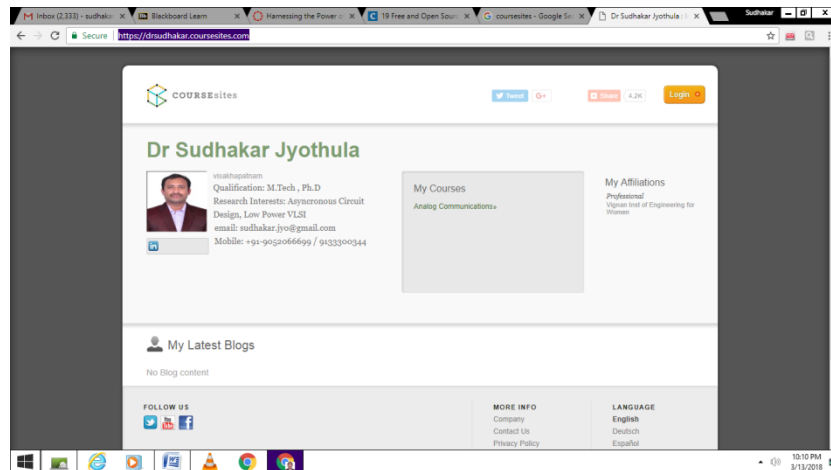 Inbox (2,333) - sudhakar
Blackboard Learn
Harnessing the Power o
19 Free and Open Sour
coursesites - Google Se
Dr Sudhakar Jyothula :
Sudhakar
Secure
https://drsudhakar.coursesites.com
COURSEsites
Tweet
G+
Share
4.2K
Login
Dr Sudhakar Jyothula
visakhapatnam
Qualification: M.Tech , Ph.D
Research Interests: Asyncronous Circuit
Design, Low Power VLSI
email: sudhakar.jyo@gmail.com
Mobile: +91-9052066699 / 9133300344
My Courses
Analog Communications»
My Affiliations
Professional
Vignan Inst of Engineering for
Women
My Latest Blogs
No Blog content
FOLLOW US
MORE INFO
Company
Contact Us
Privacy Policy
LANGUAGE
English
Deutsch
Español
10:10 PM
3/13/2018